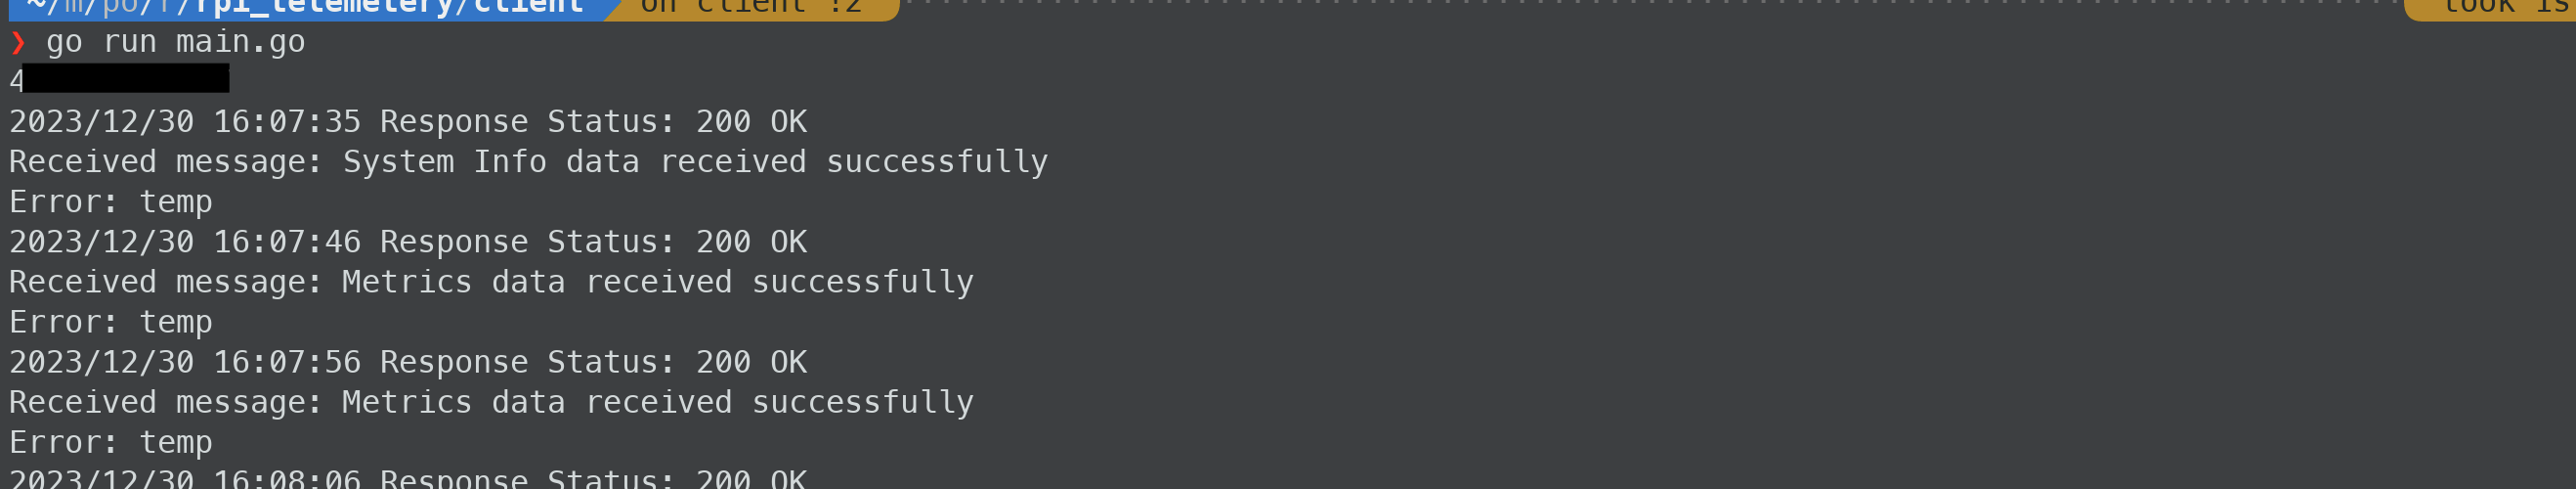 ~/m/po/r/rpi_telemetery/client on client !2 took 1s
❯ go run main.go
4
2023/12/30 16:07:35 Response Status: 200 OK
Received message: System Info data received successfully
Error: temp
2023/12/30 16:07:46 Response Status: 200 OK
Received message: Metrics data received successfully
Error: temp
2023/12/30 16:07:56 Response Status: 200 OK
Received message: Metrics data received successfully
Error: temp
2023/12/30 16:08:06 Response Status: 200 OK